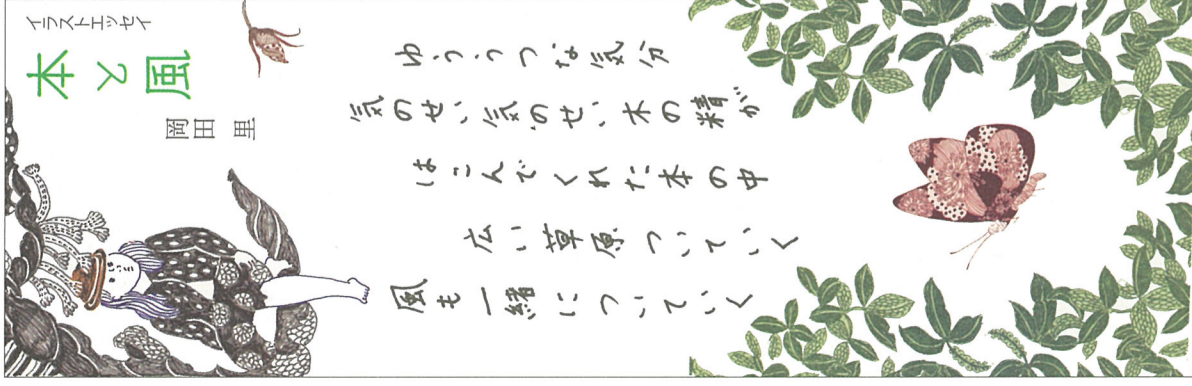 イラストエッセイ
本と風
岡田 里
ゆううつな気分
気のせい気のせい木の精が
はこんでくれた本の中
広い草原ついていく
風も一緒についていく